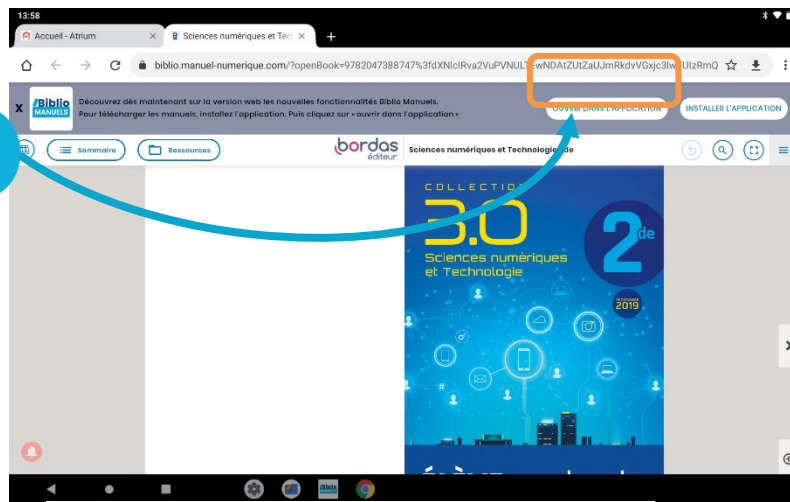 13:58
Accueil - Atrium
Sciences numériques et Tec
biblio.manuel-numerique.com/?openBook=9782047388747%3fdXNlclRva2VuPVNULT
Biblio MANUELS
Découvrez dès maintenant sur la version web les nouvelles fonctionnalités Biblio Manuels.
Pour télécharger les manuels, installez l'application. Puis cliquez sur « ouvrir dans l'application »
OUVRIR DANS L'APPLICATION
INSTALLER L'APPLICATION
Sommaire
Ressources
bordas
éditeur
Sciences numériques et Technologie de
COLLECTION
3.0
2de
Sciences numériques
et Technologie
PROGRAMME
2019